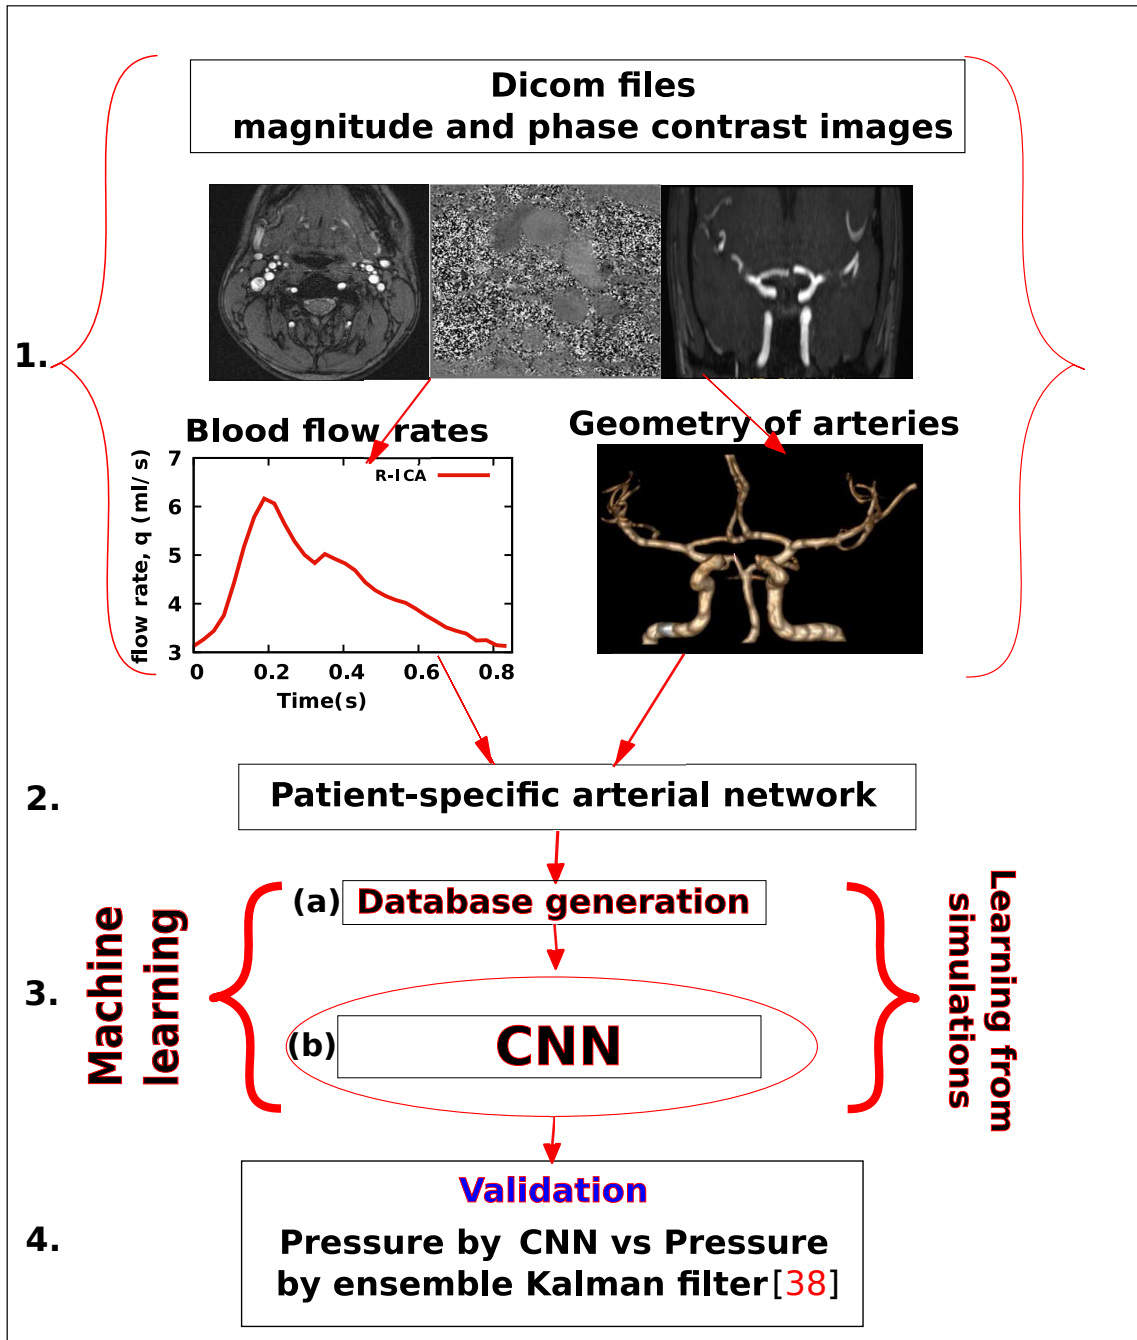 Dicom files
magnitude and phase contrast images
1.
Blood flow rates
Geometry of arteries
R-ICA
flow rate, q (ml/ s)
7
6
5
4
3
0 0.2 0.4 0.6 0.8
Time(s)
2.
Patient-specific arterial network
3.
Machine
learning
(a) Database generation
(b) CNN
Learning from
simulations
4.
Validation
Pressure by CNN vs Pressure
by ensemble Kalman filter[38]